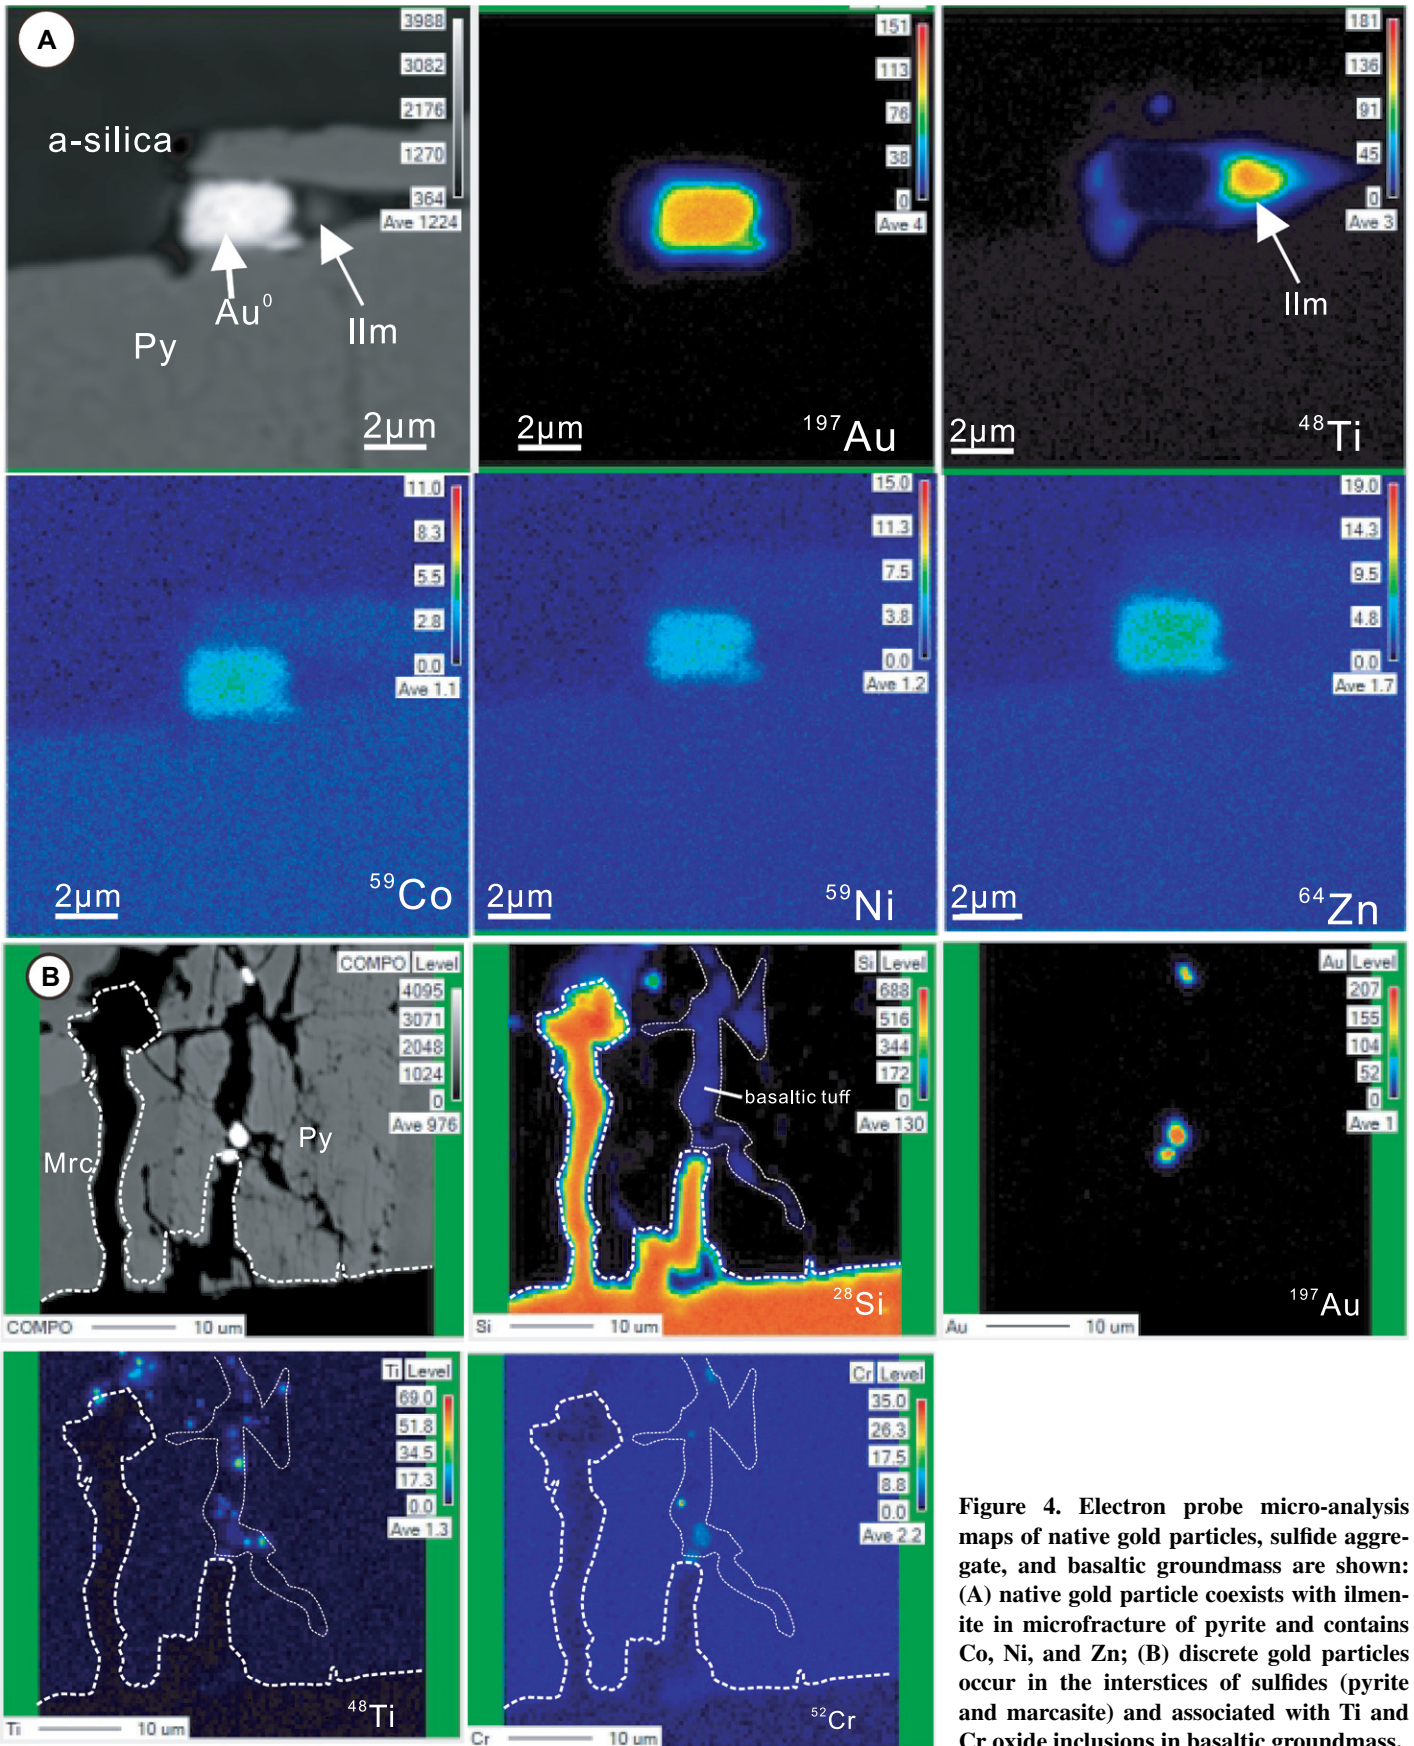 A
3988
3082
2176
1270
364
Ave 1224
a-silica
Au⁰
Ilm
Py
2μm
151
113
76
38
0
Ave 4
2μm
¹⁹⁷Au
181
136
91
45
0
Ave 3
Ilm
2μm
⁴⁸Ti
11.0
8.3
5.5
2.8
0.0
Ave 1.1
2μm
⁵⁹Co
15.0
11.3
7.5
3.8
0.0
Ave 1.2
2μm
⁵⁹Ni
19.0
14.3
9.5
4.8
0.0
Ave 1.7
2μm
⁶⁴Zn
B
COMPO Level
4095
3071
2048
1024
0
Ave 976
Mrc
Py
COMPO 10 um
Si Level
688
516
344
172
0
Ave 130
basaltic tuff
²⁸Si
Si 10 um
Au Level
207
155
104
52
0
Ave 1
¹⁹⁷Au
Au 10 um
Ti Level
69.0
51.8
34.5
17.3
0.0
Ave 1.3
⁴⁸Ti
Ti 10 um
Cr Level
35.0
26.3
17.5
8.8
0.0
Ave 2.2
⁵²Cr
Cr 10 um
Figure 4. Electron probe micro-analysis
maps of native gold particles, sulfide aggre-
gate, and basaltic groundmass are shown:
(A) native gold particle coexists with ilmen-
ite in microfracture of pyrite and contains
Co, Ni, and Zn; (B) discrete gold particles
occur in the interstices of sulfides (pyrite
and marcasite) and associated with Ti and
Cr oxide inclusions in basaltic groundmass.